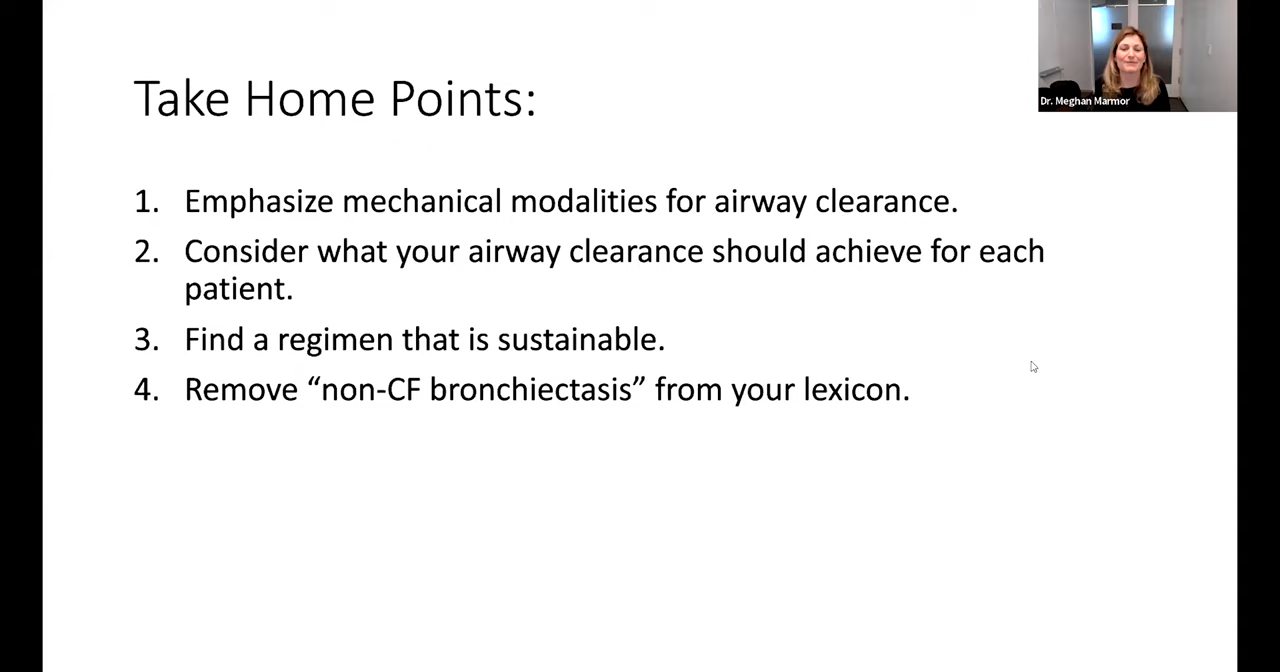 Take Home Points:
Dr. Meghan Marmor
1. Emphasize mechanical modalities for airway clearance.
2. Consider what your airway clearance should achieve for each
patient.
3. Find a regimen that is sustainable.
4. Remove “non-CF bronchiectasis” from your lexicon.